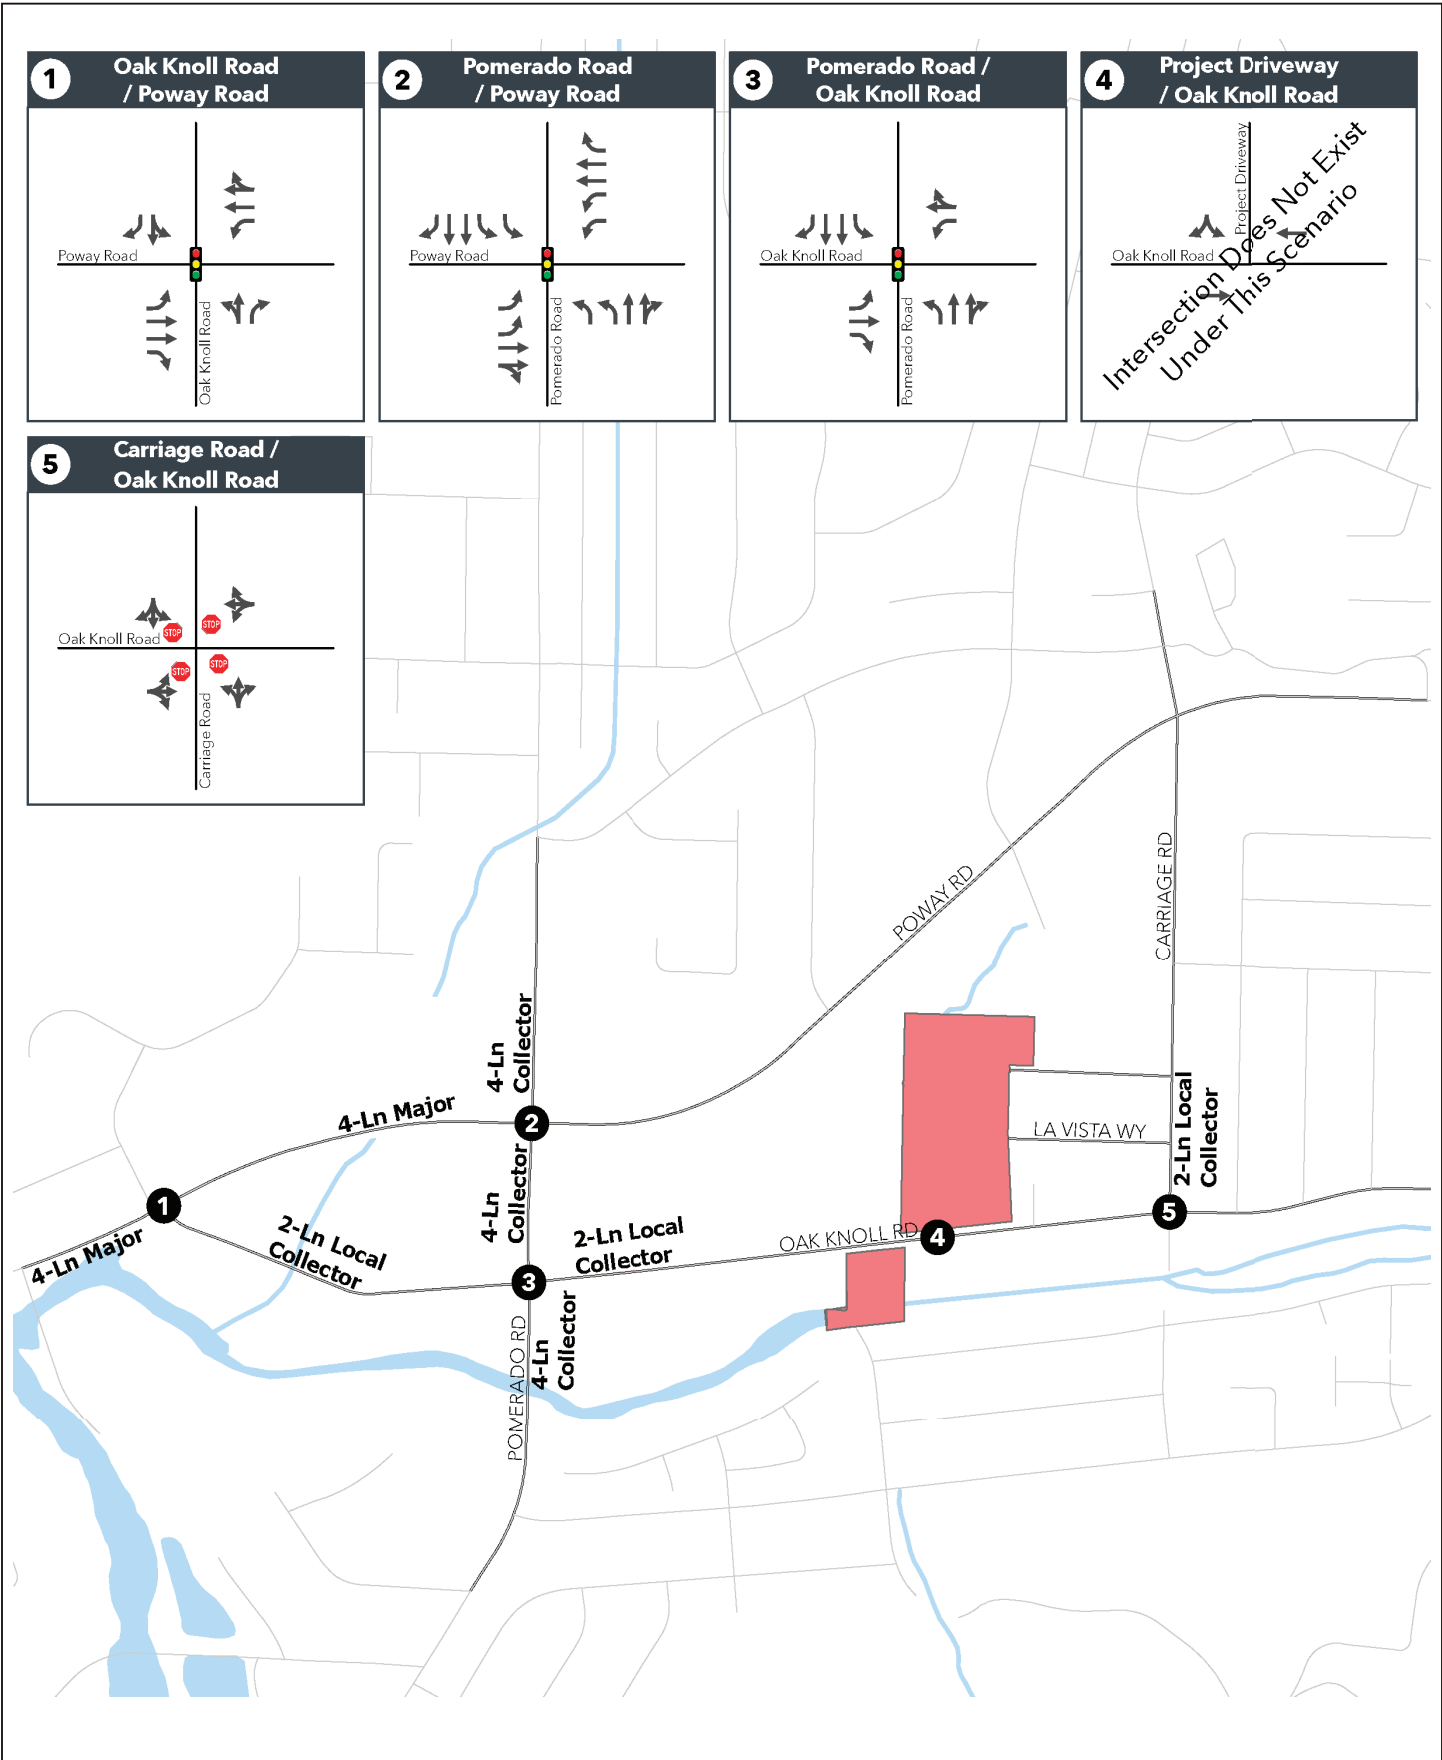 1
Oak Knoll Road
/ Poway Road
Poway Road
Oak Knoll Road
2
Pomerado Road
/ Poway Road
Poway Road
Pomerado Road
3
Pomerado Road /
Oak Knoll Road
Oak Knoll Road
Pomerado Road
4
Project Driveway
/ Oak Knoll Road
Project Driveway
Oak Knoll Road
Intersection Does Not Exist
Under This Scenario
5
Carriage Road /
Oak Knoll Road
STOP
STOP
Oak Knoll Road
STOP
STOP
Carriage Road
POWAY RD
CARRIAGE RD
4-Ln
Collector
4-Ln Major
2
LA VISTA WY
2-Ln Local
Collector
4-Ln
Collector
1
4-Ln Major
2-Ln Local
Collector
2-Ln Local
Collector
OAK KNOLL RD
4
5
3
POMERADO RD
4-Ln
Collector